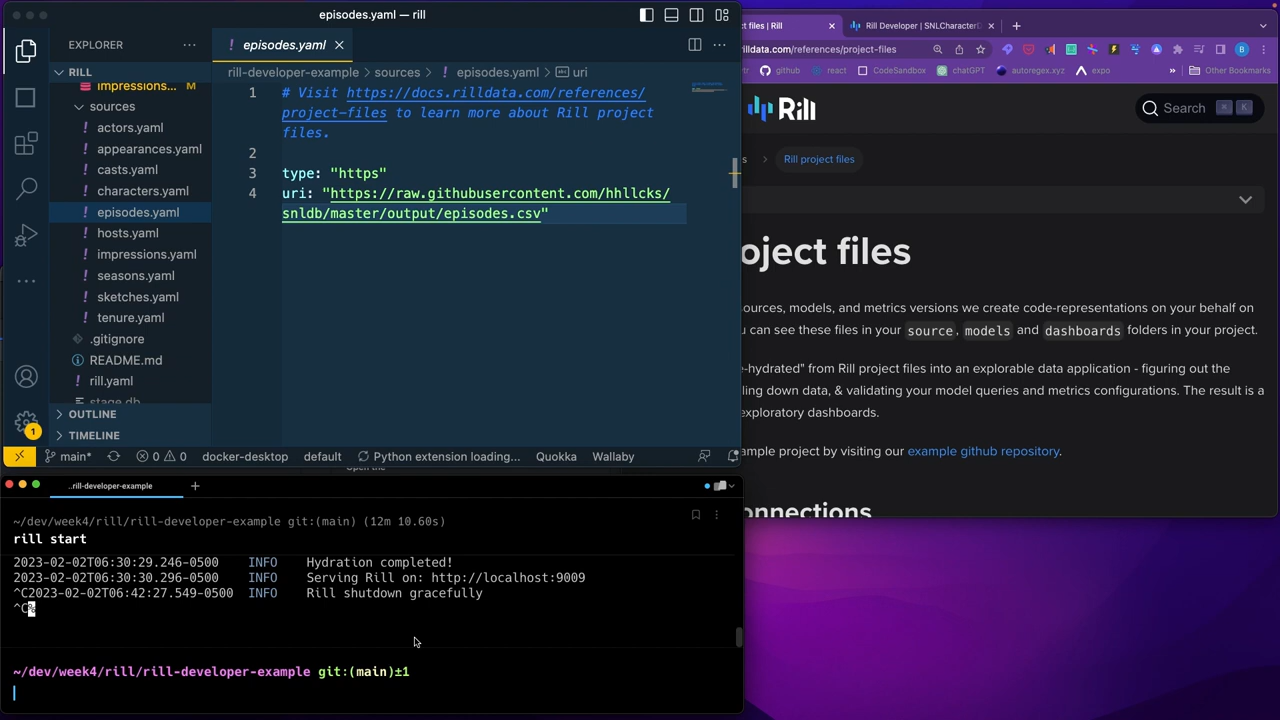 episodes.yaml — rill
EXPLORER
episodes.yaml
RILL
rill-developer-example > sources > episodes.yaml > uri
impressions... M
sources
actors.yaml
appearances.yaml
casts.yaml
characters.yaml
episodes.yaml
hosts.yaml
impressions.yaml
seasons.yaml
sketches.yaml
tenure.yaml
.gitignore
README.md
rill.yaml
stage.db
OUTLINE
TIMELINE
1 # Visit https://docs.rilldata.com/references/
project-files to learn more about Rill project
files.
2
3 type: "https"
4 uri: "https://raw.githubusercontent.com/hhllcks/
snldb/master/output/episodes.csv"
1
main* 0 0 docker-desktop default Python extension loading... Quokka Wallaby
Open the
..rill-developer-example
~/dev/week4/rill/rill-developer-example git:(main) (12m 10.60s)
rill start
2023-02-02T06:30:29.246-0500 INFO Hydration completed!
2023-02-02T06:30:30.296-0500 INFO Serving Rill on: http://localhost:9009
^C2023-02-02T06:42:27.549-0500 INFO Rill shutdown gracefully
^C%
~/dev/week4/rill/rill-developer-example git:(main)±1
ct files | Rill
Rill Developer | SNLCharacterD
illdata.com/references/project-files
B
github react CodeSandbox chatGPT autoregex.xyz expo » Other Bookmarks
Rill
Search ⌘ K
s > Rill project files
oject files
ources, models, and metrics versions we create code-representations on your behalf on
u can see these files in your source, models and dashboards folders in your project.
e-hydrated" from Rill project files into an explorable data application - figuring out the
ling down data, & validating your model queries and metrics configurations. The result is a
exploratory dashboards.
ample project by visiting our example github repository.
onnections